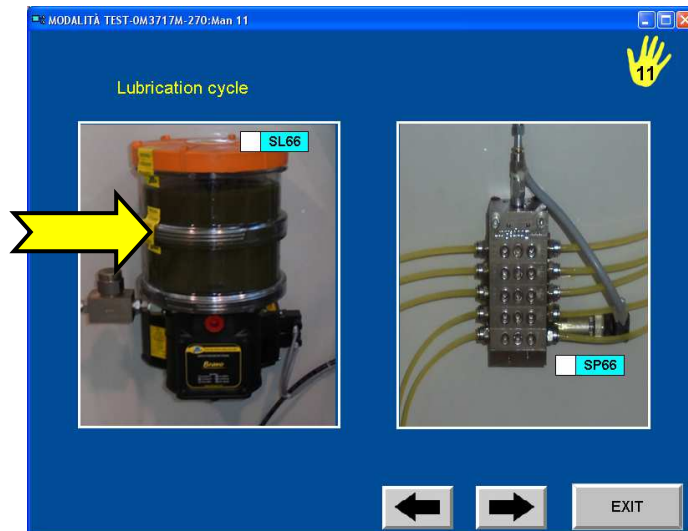 MODALITÀ TEST-0M3717M-270:Man 11
11
Lubrication cycle
SL66
SP66
EXIT